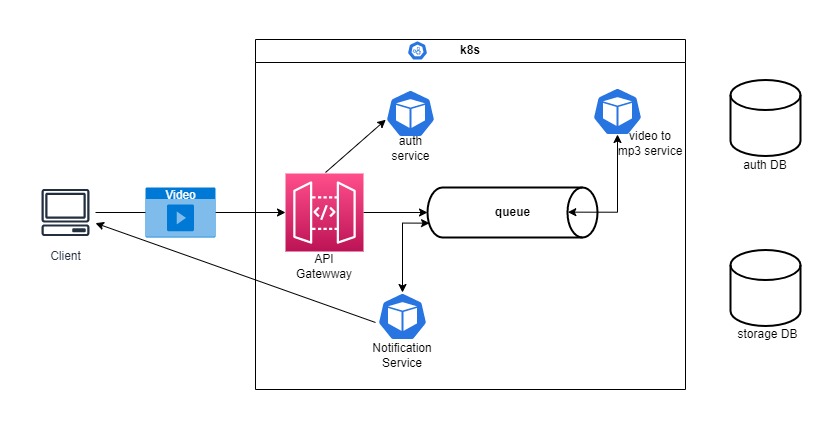 k8s
auth
service
video to
mp3 service
auth DB
Video
Client
API
Gatewway
queue
Notification
Service
storage DB